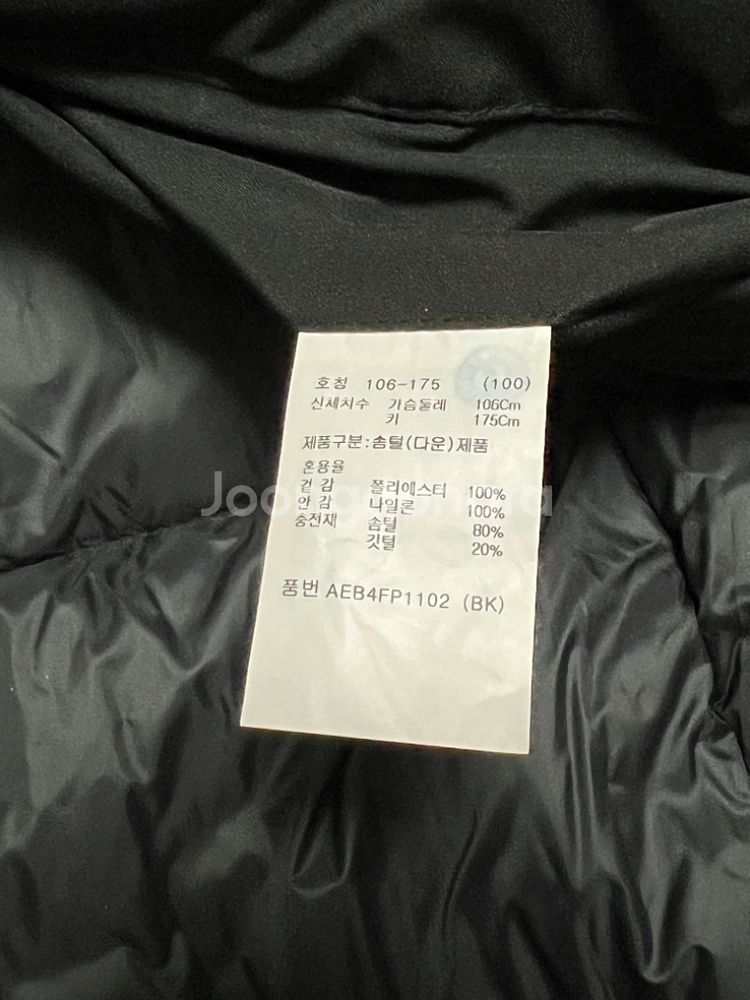 호칭 106-175 (100)
신체치수 가슴둘레 106Cm
키 175Cm
제품구분:솜털(다운)제품
혼용율
겉 감 폴리에스터 100%
안 감 나일론 100%
충전재 솜털 80%
깃털 20%
품번 AEB4FP1102 (BK)